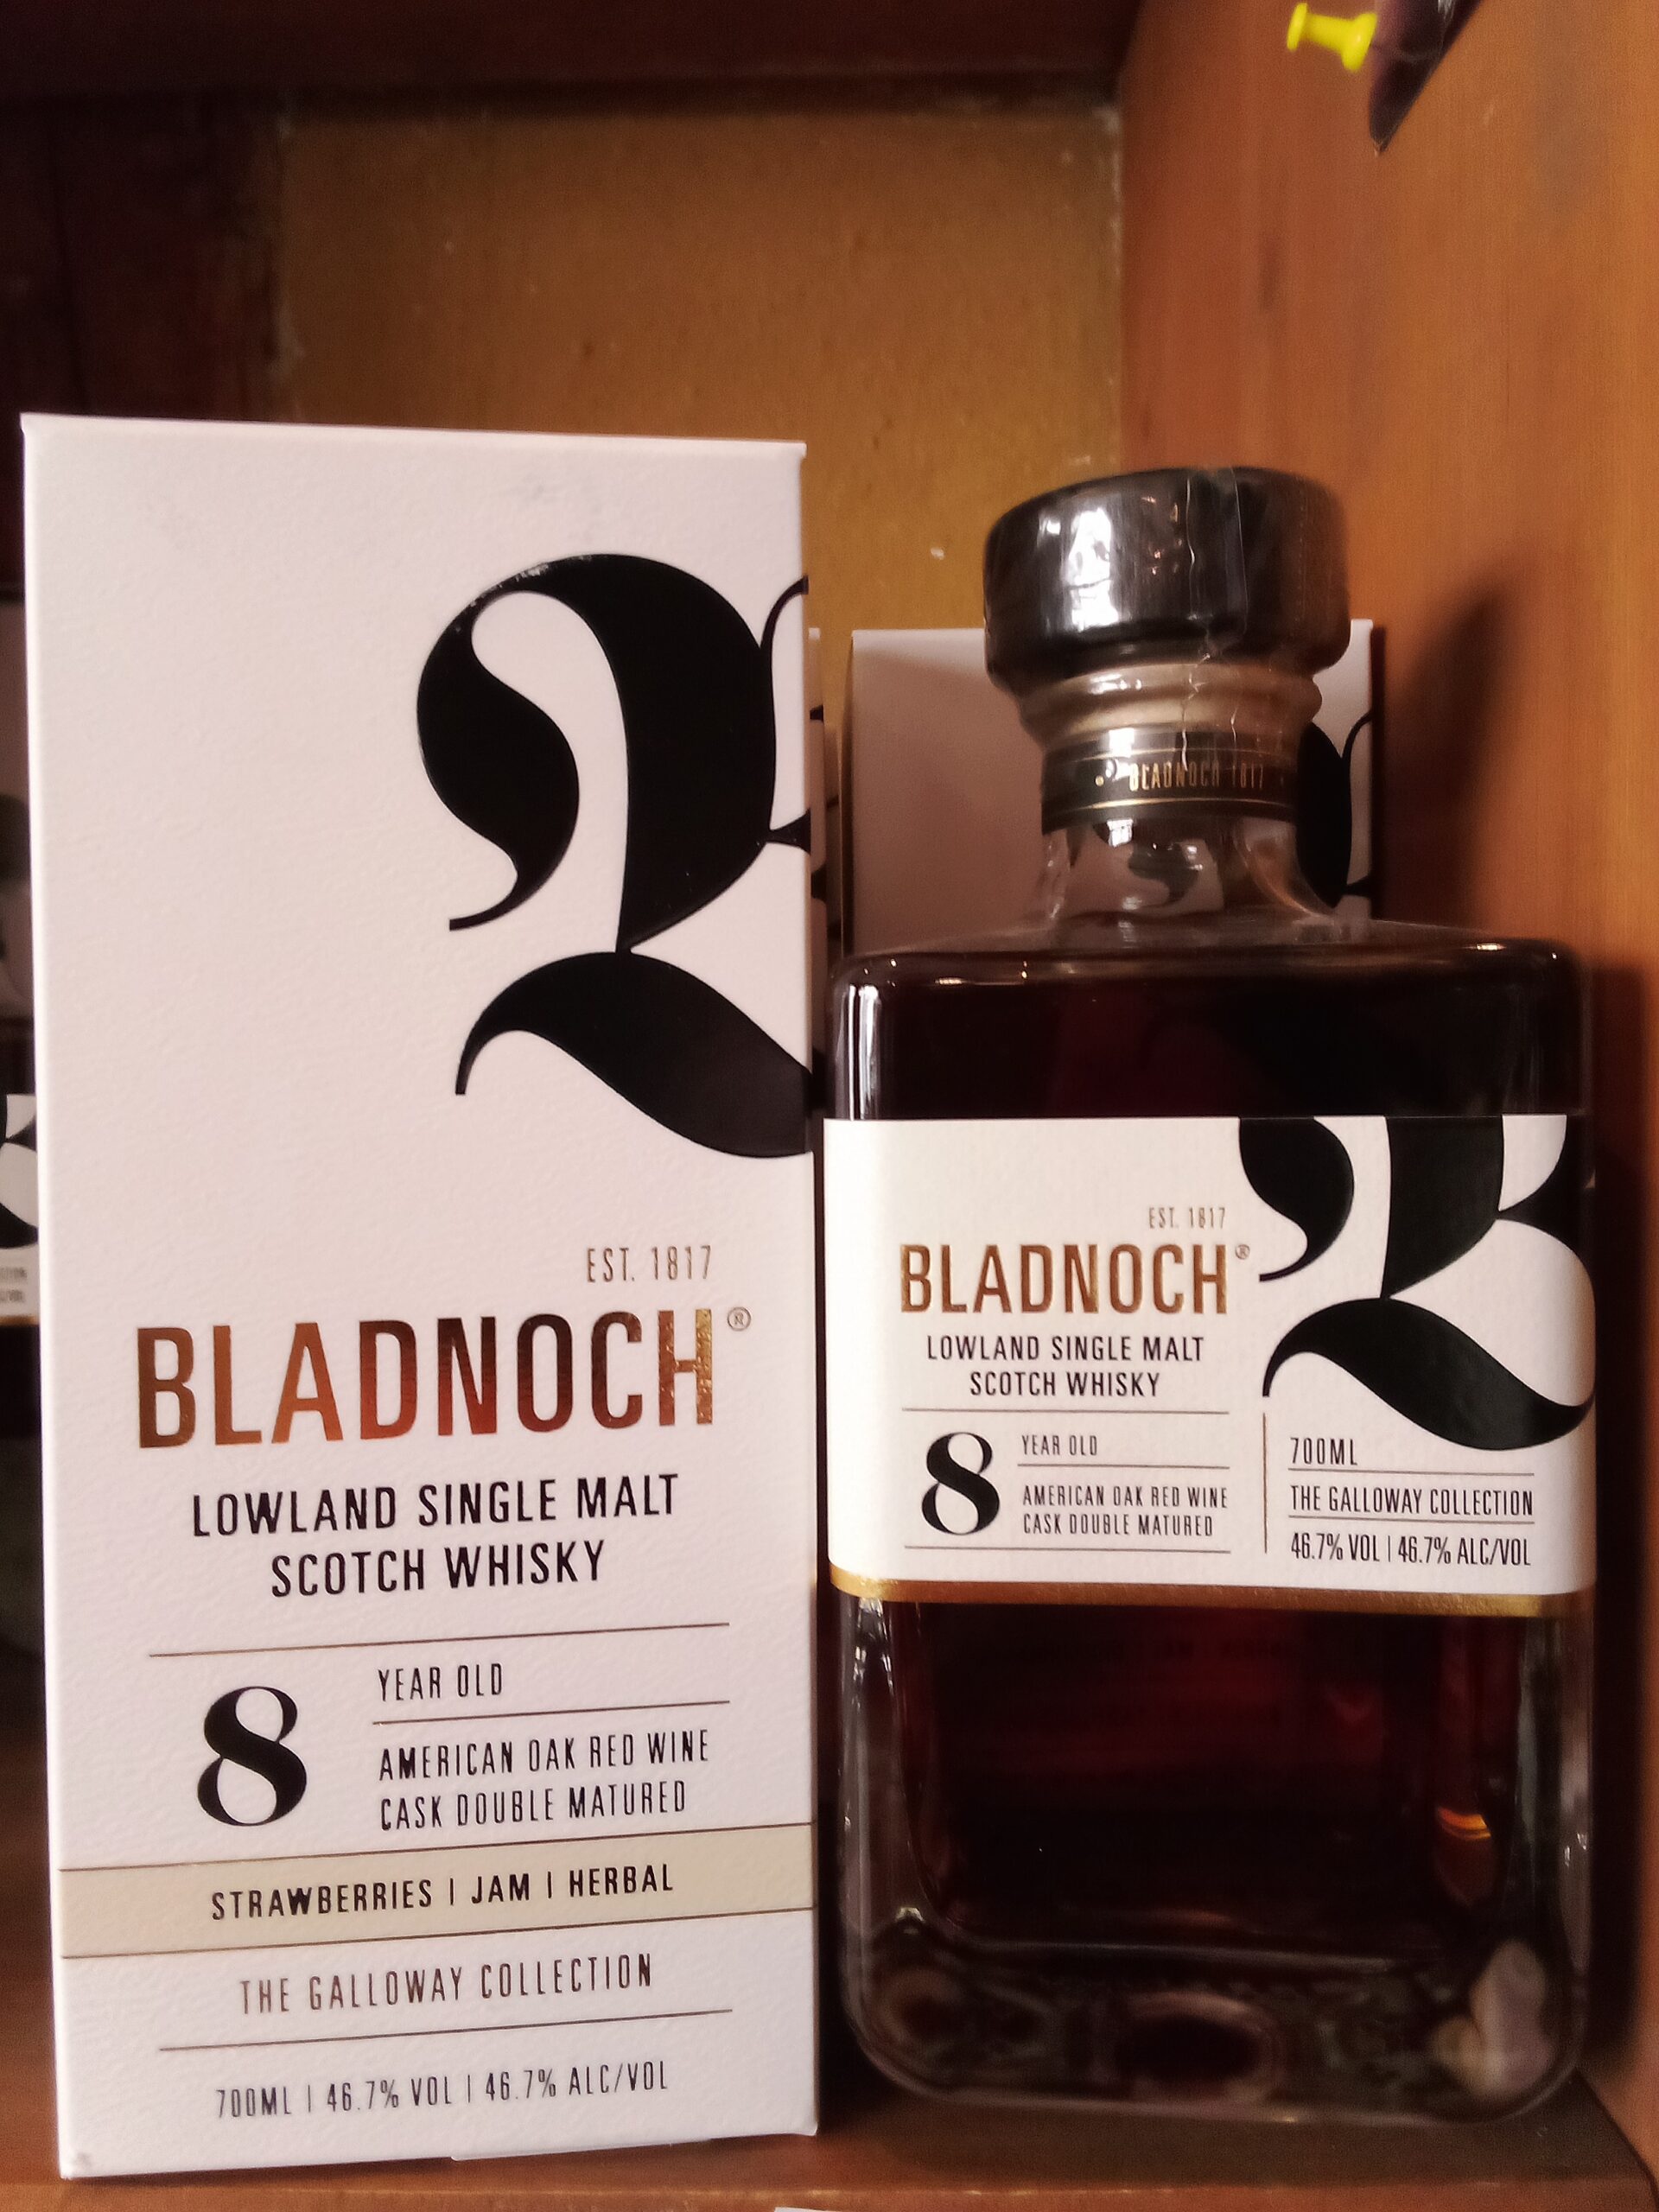 EST. 1817
BLADNOCH®
LOWLAND SINGLE MALT
SCOTCH WHISKY
8
YEAR OLD
AMERICAN OAK RED WINE
CASK DOUBLE MATURED
STRAWBERRIES | JAM | HERBAL
THE GALLOWAY COLLECTION
700ML | 46.7% VOL | 46.7% ALC/VOL
BLADNOCH 1817
B
EST. 1817
BLADNOCH®
LOWLAND SINGLE MALT
SCOTCH WHISKY
8
YEAR OLD
AMERICAN OAK RED WINE
CASK DOUBLE MATURED
700ML
THE GALLOWAY COLLECTION
46.7% VOL | 46.7% ALC/VOL